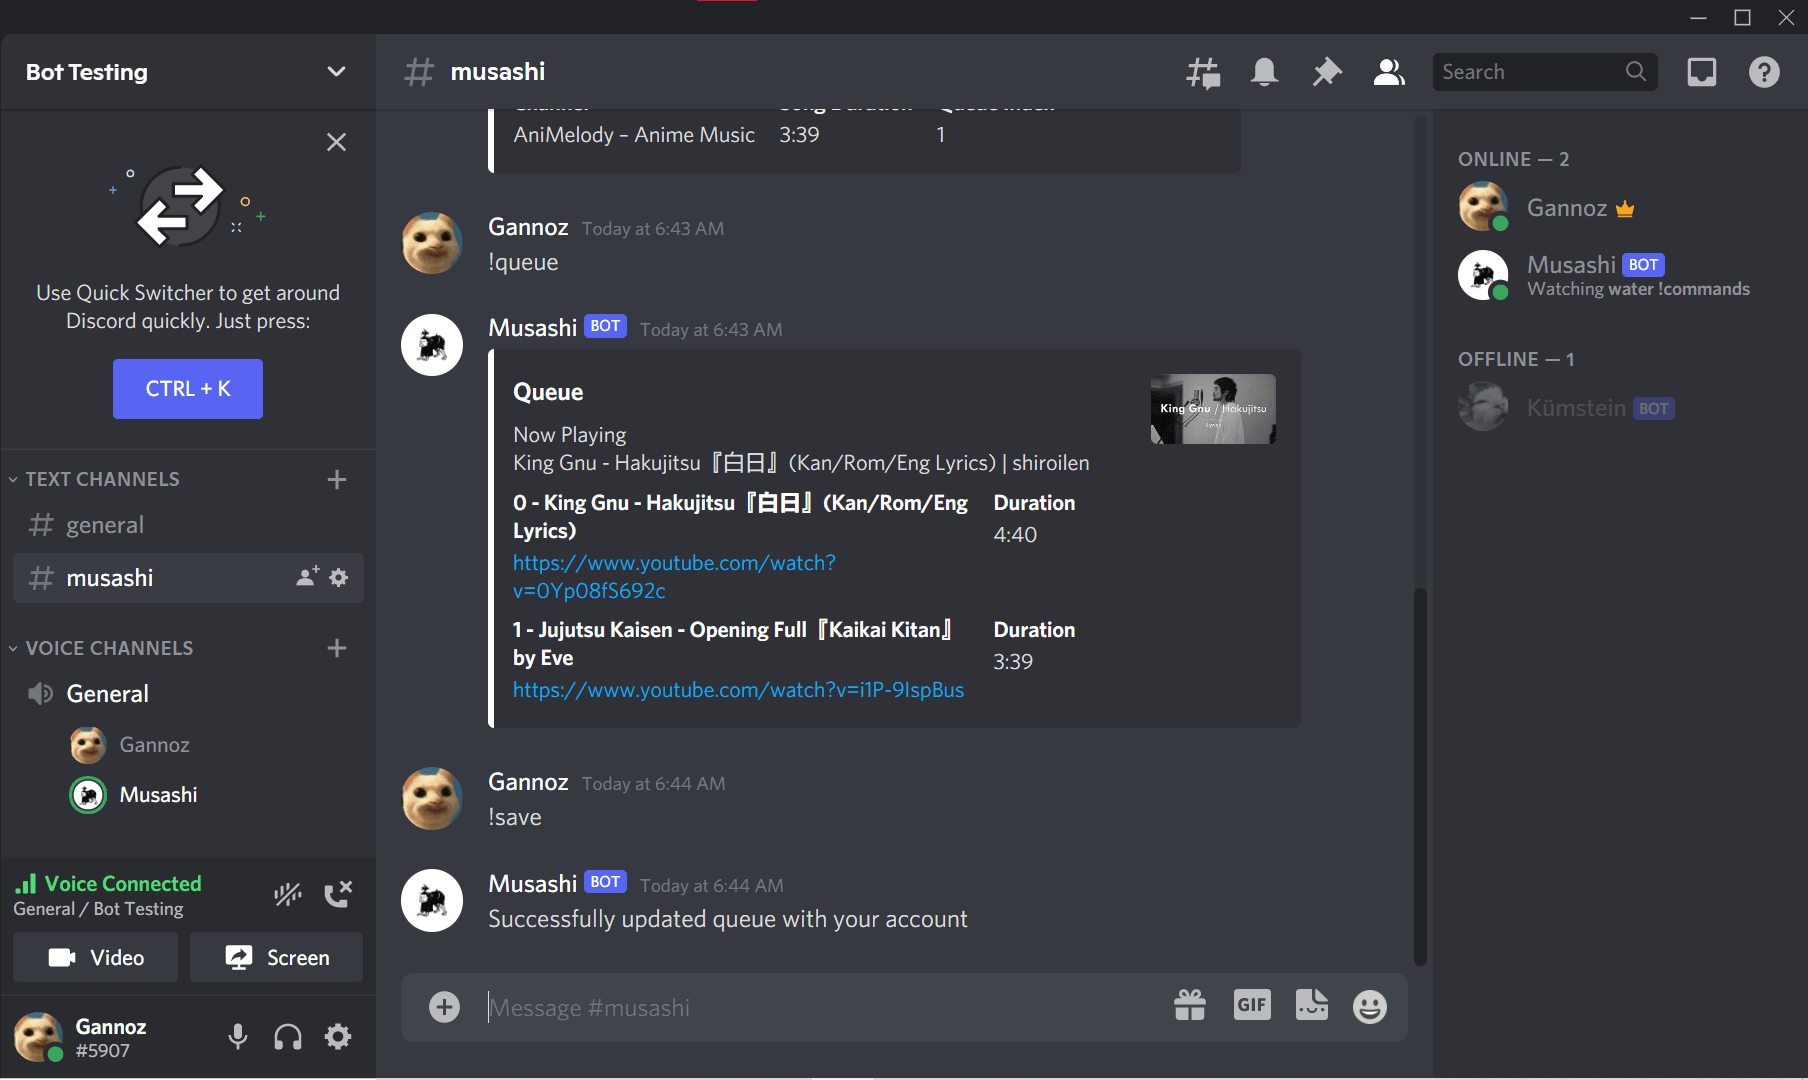 Bot Testing
Use Quick Switcher to get around
Discord quickly. Just press:
CTRL + K
TEXT CHANNELS
general
musashi
VOICE CHANNELS
General
Gannoz
Musashi
Voice Connected
General / Bot Testing
Video
Screen
Gannoz
#5907
# musashi
Search
Channel Song Duration Queue Index
AniMelody – Anime Music 3:39 1
Gannoz Today at 6:43 AM
!queue
Musashi BOT Today at 6:43 AM
Queue
King Gnu / Hakujitsu
Lyrics
Now Playing
King Gnu - Hakujitsu『白日』(Kan/Rom/Eng Lyrics) | shiroilen
0 - King Gnu - Hakujitsu『白日』(Kan/Rom/Eng
Lyrics)
Duration
4:40
https://www.youtube.com/watch?
v=0Yp08fS692c
1 - Jujutsu Kaisen - Opening Full『Kaikai Kitan』
by Eve
Duration
3:39
https://www.youtube.com/watch?v=i1P-9IspBus
Gannoz Today at 6:44 AM
!save
Musashi BOT Today at 6:44 AM
Successfully updated queue with your account
Message #musashi
GIF
ONLINE — 2
Gannoz
Musashi BOT
Watching water !commands
OFFLINE — 1
Kümstein BOT